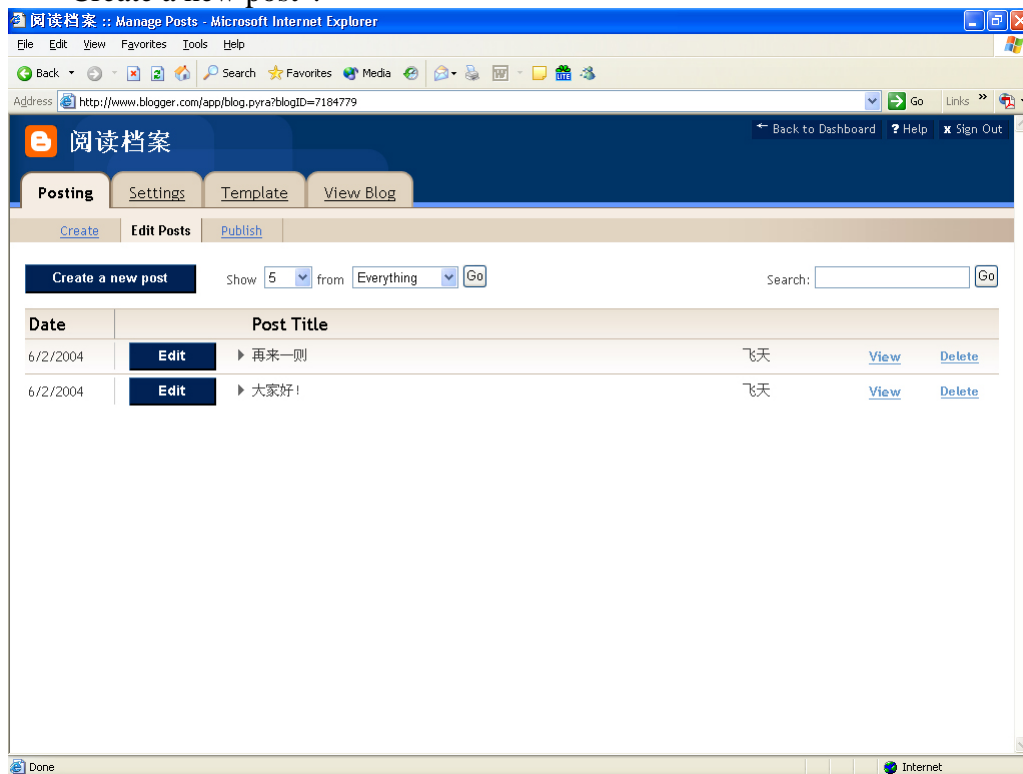 Create a new post".
阅读档案 :: Manage Posts - Microsoft Internet Explorer
File Edit View Favorites Tools Help
Back Search Favorites Media
Address http://www.blogger.com/app/blog.pyra?blogID=7184779 Go Links »
阅读档案 Back to Dashboard ? Help x Sign Out
Posting Settings Template View Blog
Create Edit Posts Publish
Create a new post Show 5 from Everything Go Search: Go
Date Post Title
6/2/2004 Edit 再来一则 飞天 View Delete
6/2/2004 Edit 大家好! 飞天 View Delete
Done Internet